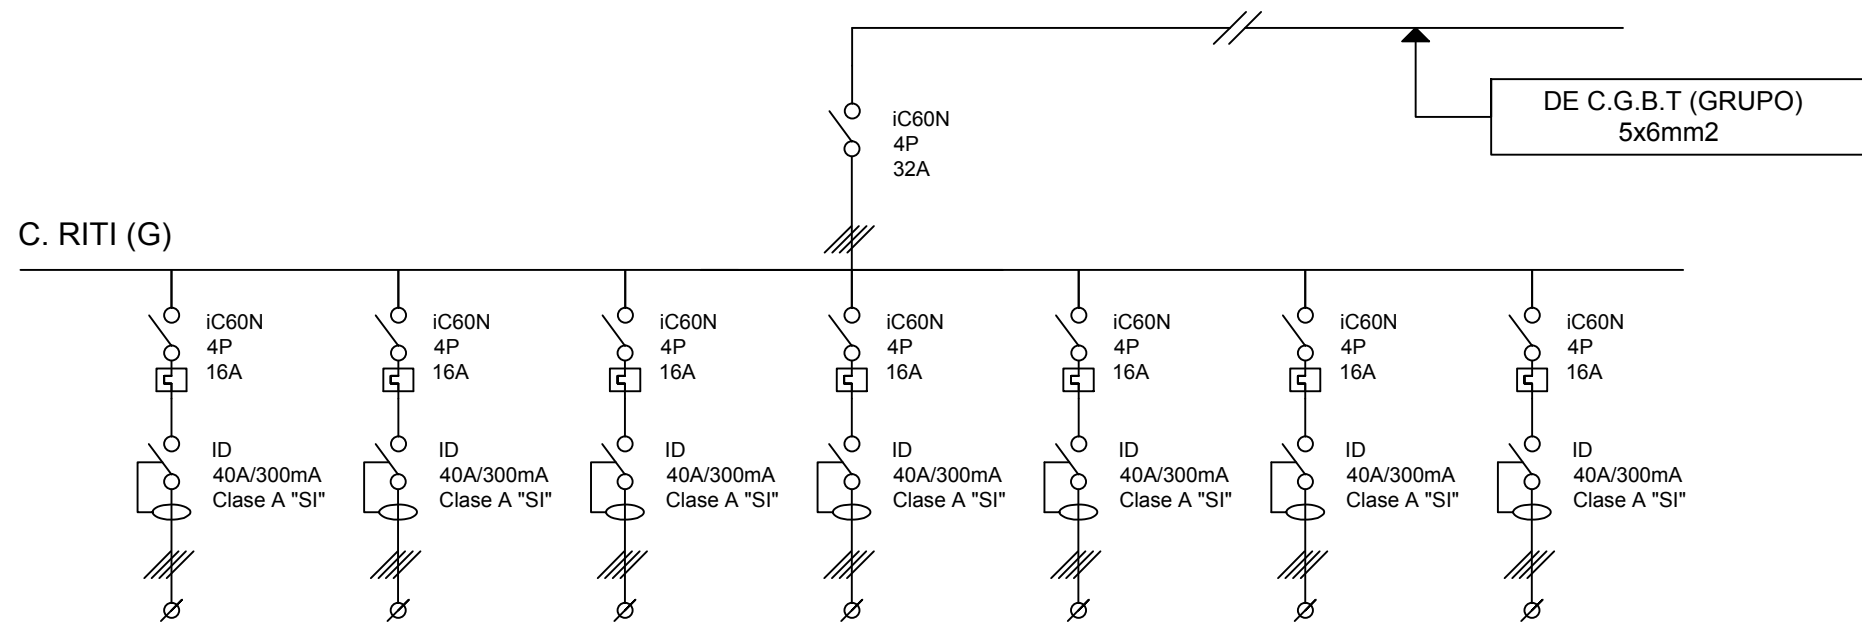 DE C.G.B.T (GRUPO)
5x6mm2
iC60N
4P
32A
C. RITI (G)
iC60N
4P
16A
iC60N
4P
16A
iC60N
4P
16A
iC60N
4P
16A
iC60N
4P
16A
iC60N
4P
16A
iC60N
4P
16A
ID
40A/300mA
Clase A "SI"
ID
40A/300mA
Clase A "SI"
ID
40A/300mA
Clase A "SI"
ID
40A/300mA
Clase A "SI"
ID
40A/300mA
Clase A "SI"
ID
40A/300mA
Clase A "SI"
ID
40A/300mA
Clase A "SI"